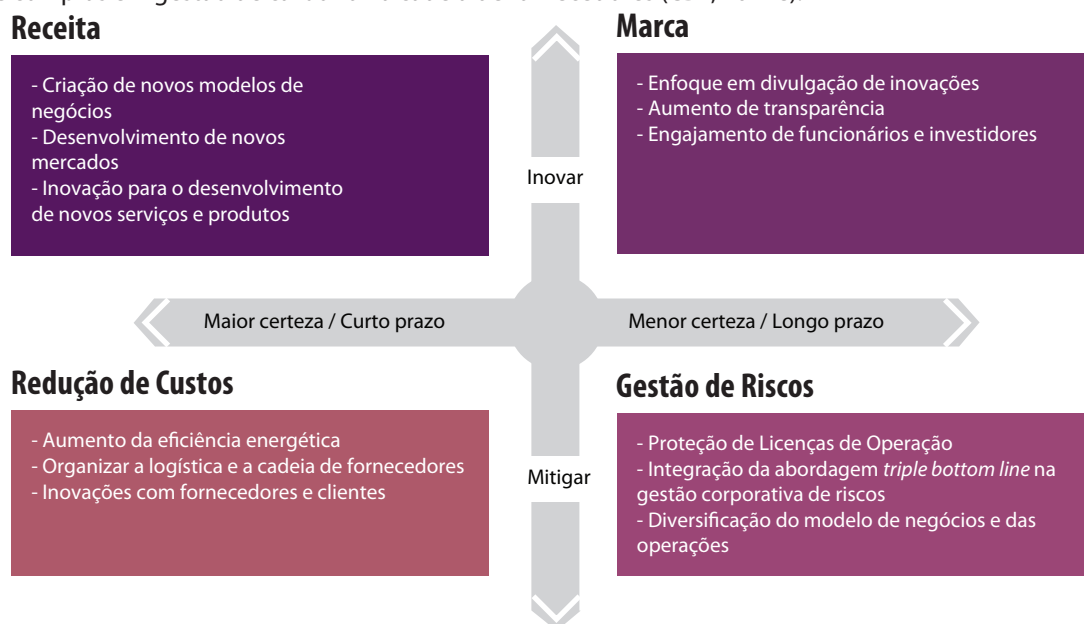 Receita
- Criação de novos modelos de
negócios
- Desenvolvimento de novos
mercados
- Inovação para o desenvolvimento
de novos serviços e produtos
Marca
- Enfoque em divulgação de inovações
- Aumento de transparência
- Engajamento de funcionários e investidores
Inovar
Maior certeza / Curto prazo
Menor certeza / Longo prazo
Redução de Custos
- Aumento da eficiência energética
- Organizar a logística e a cadeia de fornecedores
- Inovações com fornecedores e clientes
Mitigar
Gestão de Riscos
- Proteção de Licenças de Operação
- Integração da abordagem triple bottom line na
gestão corporativa de riscos
- Diversificação do modelo de negócios e das
operações